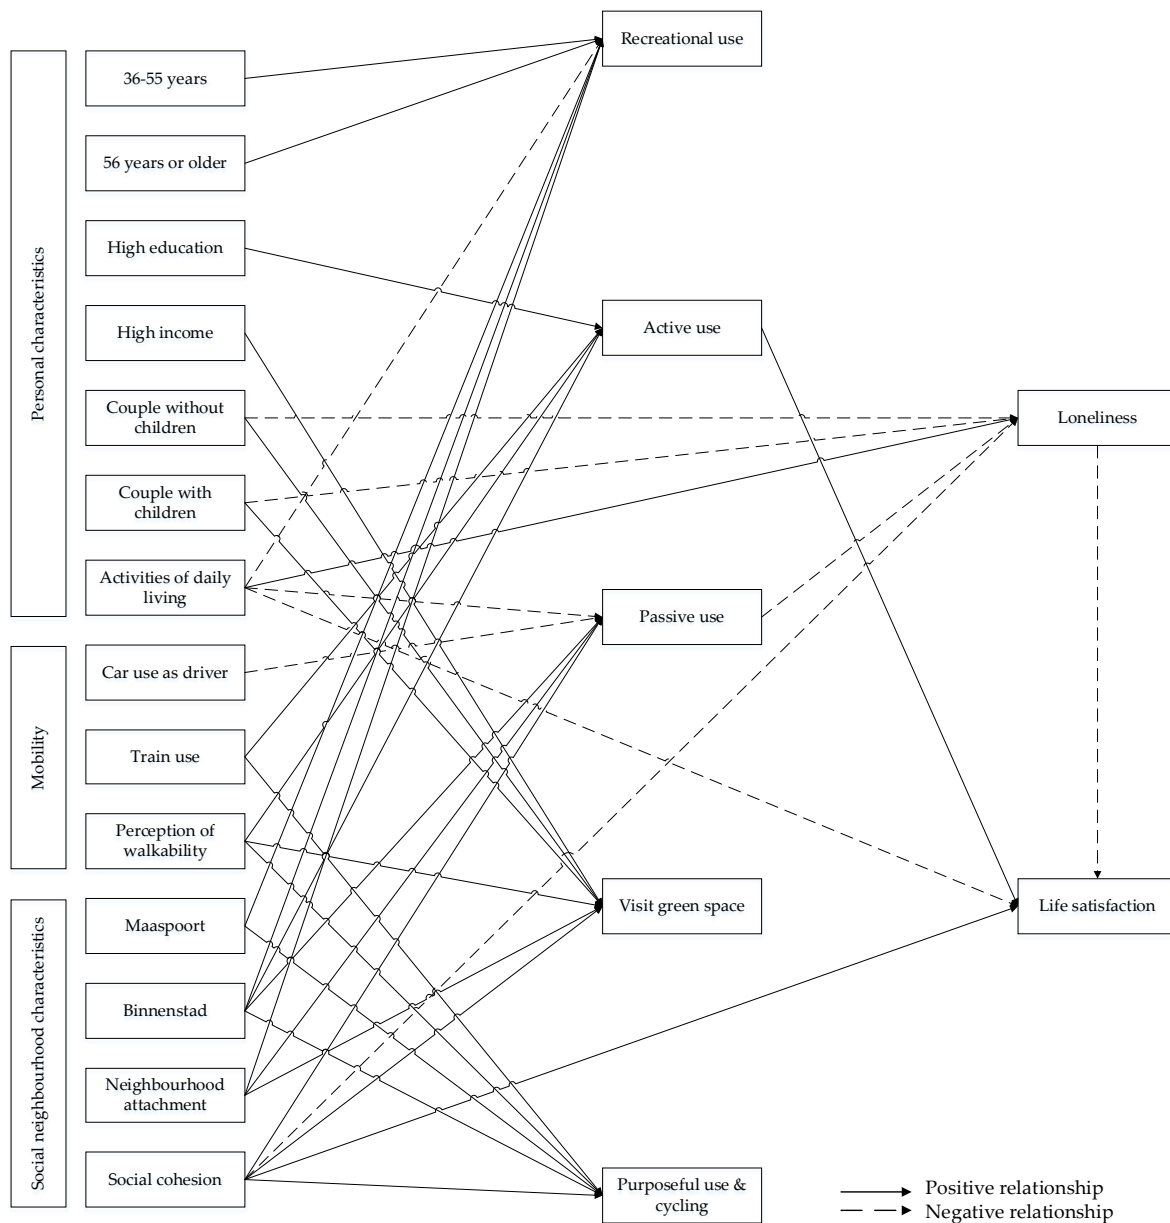 Recreational use
36-55 years
56 years or older
Personal characteristics
High education
High income
Active use
Couple without
children
Loneliness
Couple with
children
Activities of daily
living
Passive use
Car use as driver
Mobility
Train use
Perception of
walkability
Social neighbourhood characteristics
Maaspoort
Visit green space
Life satisfaction
Binnenstad
Neighbourhood
attachment
Social cohesion
Purposeful use &
cycling
Positive relationship
Negative relationship